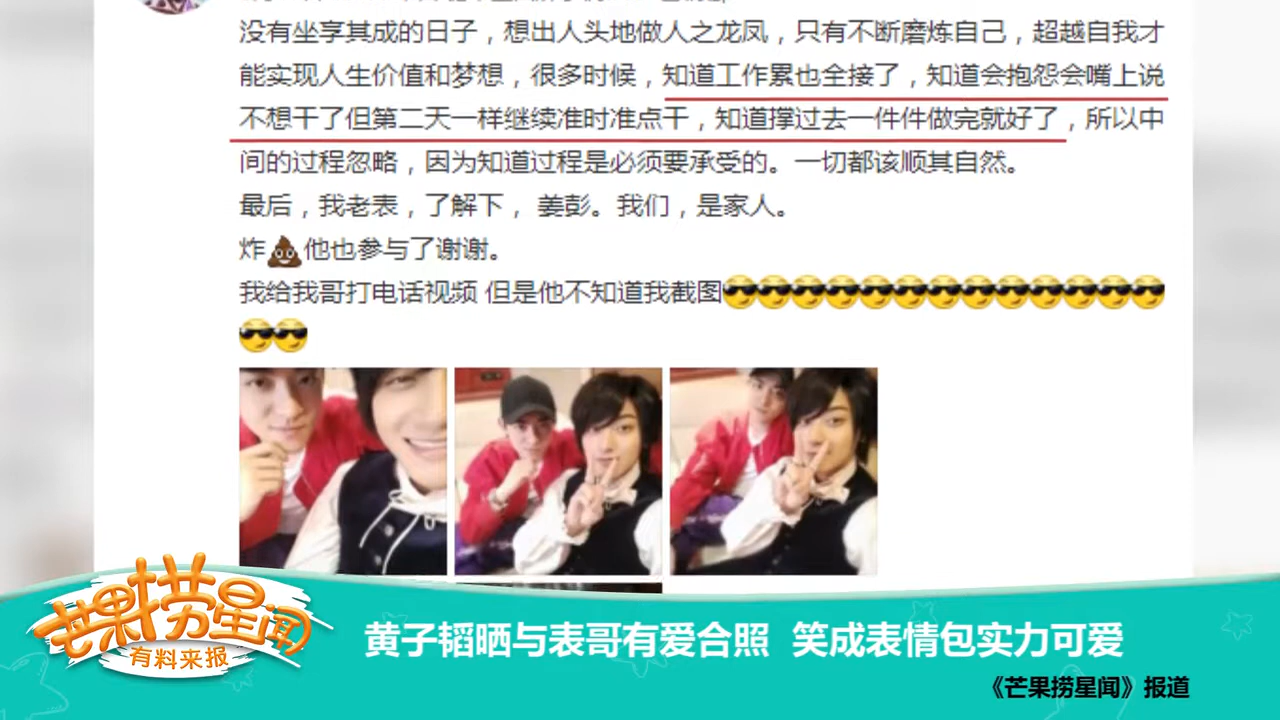 没有坐享其成的日子，想出人头地做人之龙凤，只有不断磨炼自己，超越自我才
能实现人生价值和梦想，很多时候，知道工作累也全接了，知道会抱怨会嘴上说
不想干了但第二天一样继续准时准点干，知道撑过去一件件做完就好了，所以中
间的过程忽略，因为知道过程是必须要承受的。一切都该顺其自然。
最后，我老表，了解下， 姜彭。我们，是家人。
炸💩他也参与了谢谢。
我给我哥打电话视频 但是他不知道我截图😎😎😎😎😎😎😎😎😎😎😎😎😎
😎😎
芒果捞星闻
有料来报
黄子韬晒与表哥有爱合照 笑成表情包实力可爱
《芒果捞星闻》报道